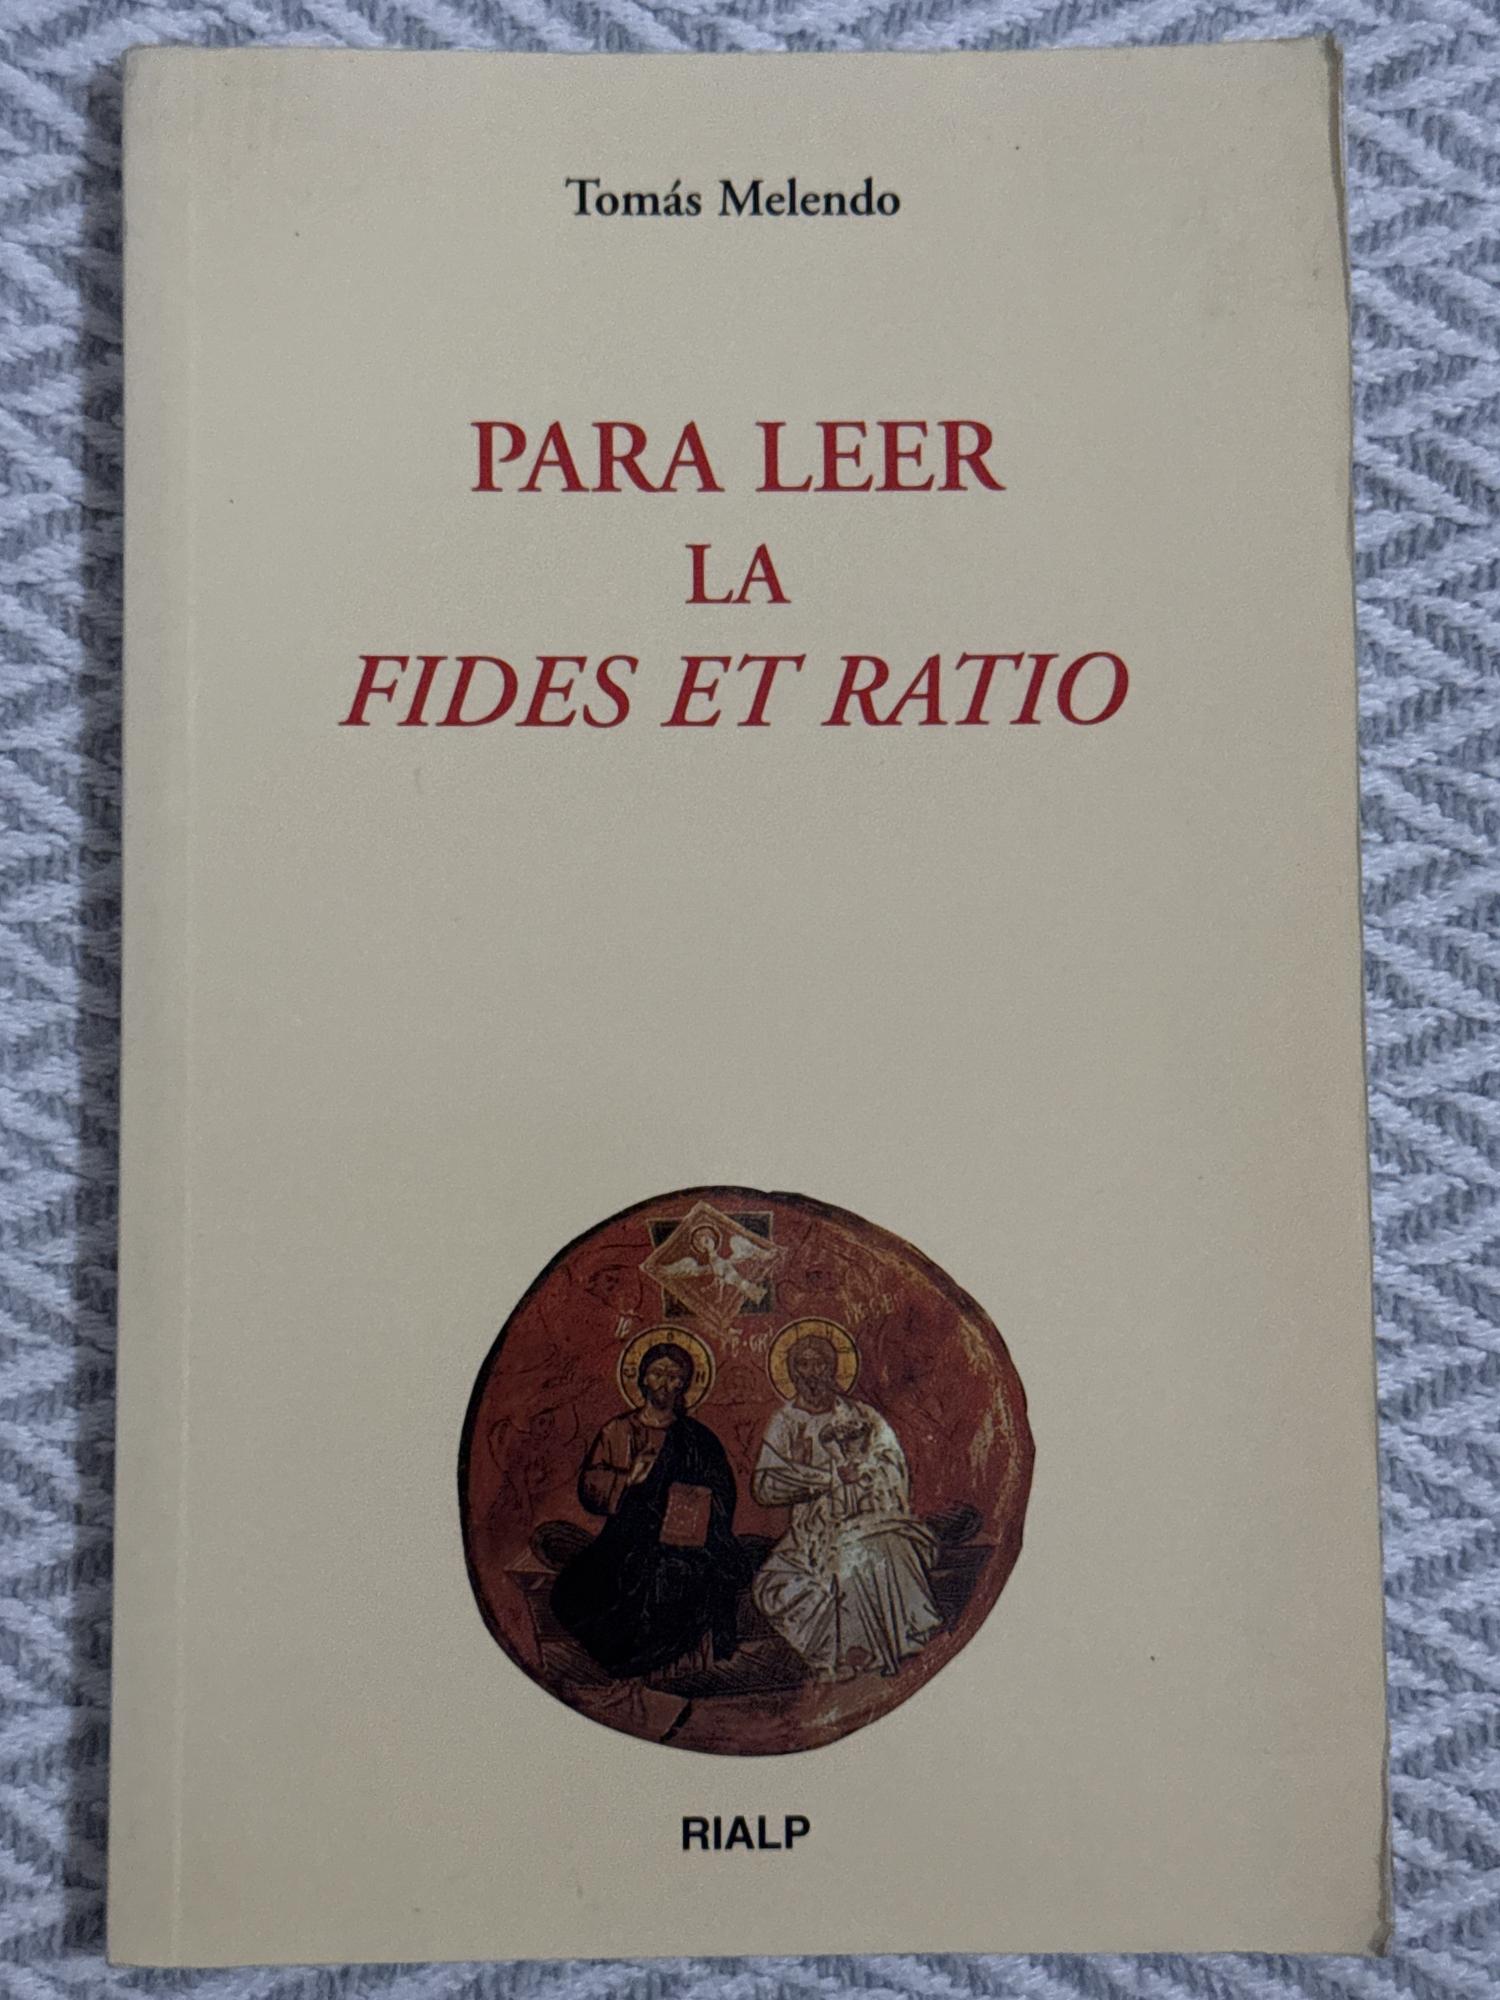 Tomás Melendo
PARA LEER
LA
FIDES ET RATIO
RIALP